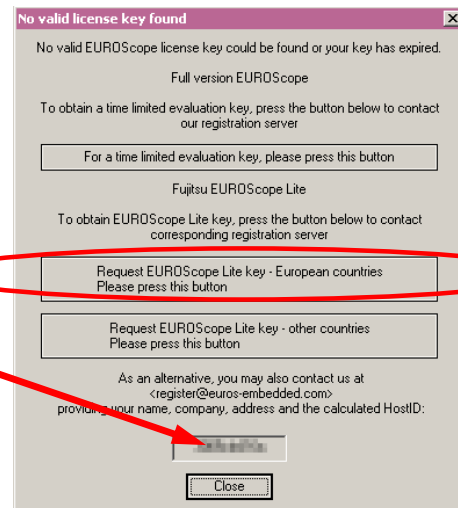 No valid license key found
No valid EUROScope license key could be found or your key has expired.
Full version EUROScope
To obtain a time limited evaluation key, press the button below to contact
our registration server
For a time limited evaluation key, please press this button
Fujitsu EUROScope Lite
To obtain EUROScope Lite key, press the button below to contact
corresponding registration server
Request EUROScope Lite key - European countries
Please press this button
Request EUROScope Lite key - other countries
Please press this button
As an alternative, you may also contact us at
<register@euros-embedded.com>
providing your name, company, address and the calculated HostID:
Close